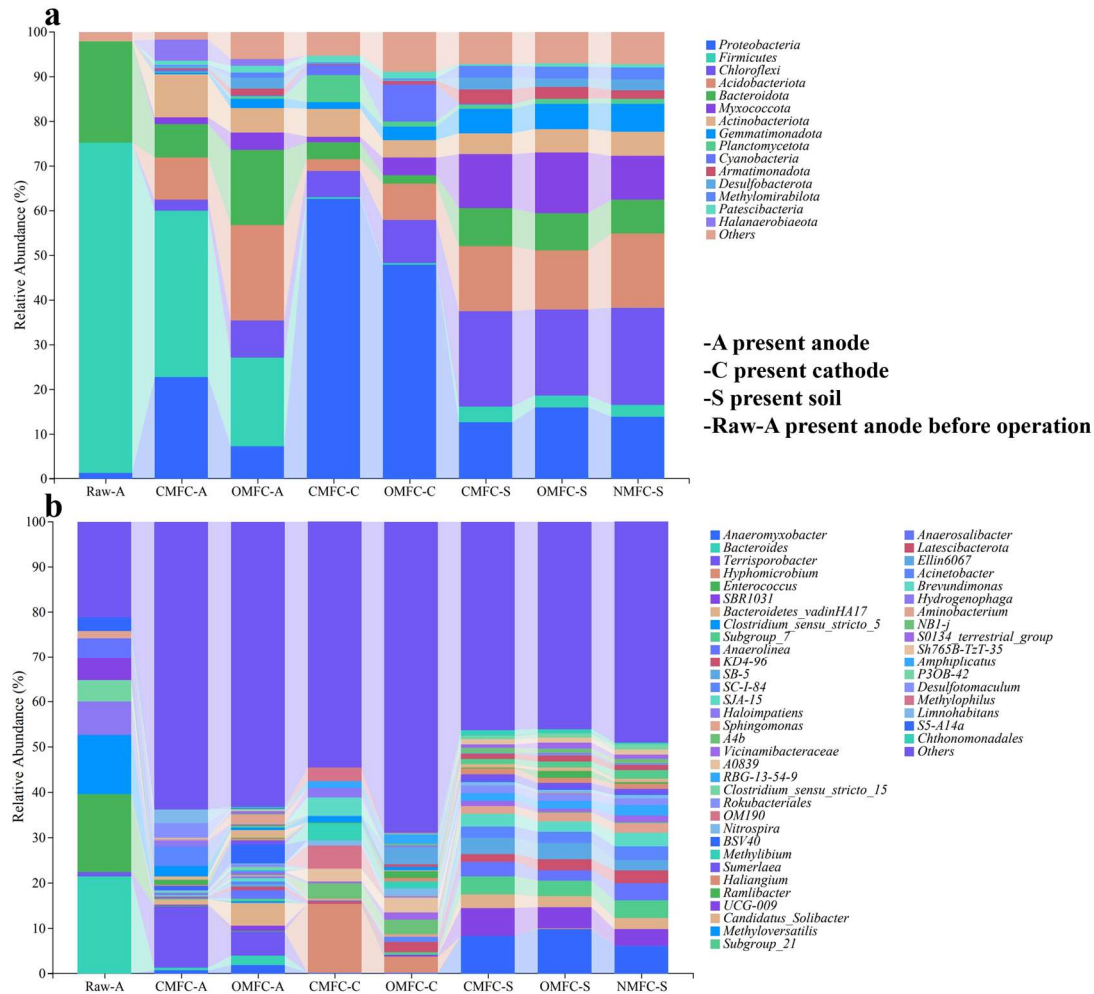 a
100
90
80
70
60
50
40
30
20
10
0
Relative Abundance (%)
Raw-A CMFC-A OMFC-A CMFC-C OMFC-C CMFC-S OMFC-S NMFC-S
Proteobacteria
Firmicutes
Chloroflexi
Acidobacteriota
Bacteroidota
Myxococcota
Actinobacteriota
Gemmatimonadota
Planctomycetota
Cyanobacteria
Armatimonadota
Desulfobacterota
Methylomirabilota
Patescibacteria
Halanaerobiaeota
Others
-A present anode
-C present cathode
-S present soil
-Raw-A present anode before operation
b
100
90
80
70
60
50
40
30
20
10
0
Relative Abundance (%)
Raw-A CMFC-A OMFC-A CMFC-C OMFC-C CMFC-S OMFC-S NMFC-S
Anaeromyxobacter
Bacteroides
Terrisporobacter
Hyphomicrobium
Enterococcus
SBR1031
Bacteroidetes_vadinHA17
Clostridium_sensu_stricto_5
Subgroup_7
Anaerolinea
KD4-96
SB-5
SC-I-84
SJA-15
Haloimpatiens
Sphingomonas
A4b
Vicinamibacteraceae
A0839
RBG-13-54-9
Clostridium_sensu_stricto_15
Rokubacteriales
OM190
Nitrospira
BSV40
Methylibium
Sumerlaea
Haliangium
Ramlibacter
UCG-009
Candidatus_Solibacter
Methyloversatilis
Subgroup_21
Anaerosalibacter
Latescibacterota
Ellin6067
Acinetobacter
Brevundimonas
Hydrogenophaga
Aminobacterium
NB1-j
S0134_terrestrial_group
Sh765B-TzT-35
Amphiplicatus
P3OB-42
Desulfotomaculum
Methylophilus
Limnohabitans
S5-A14a
Chthonomonadales
Others